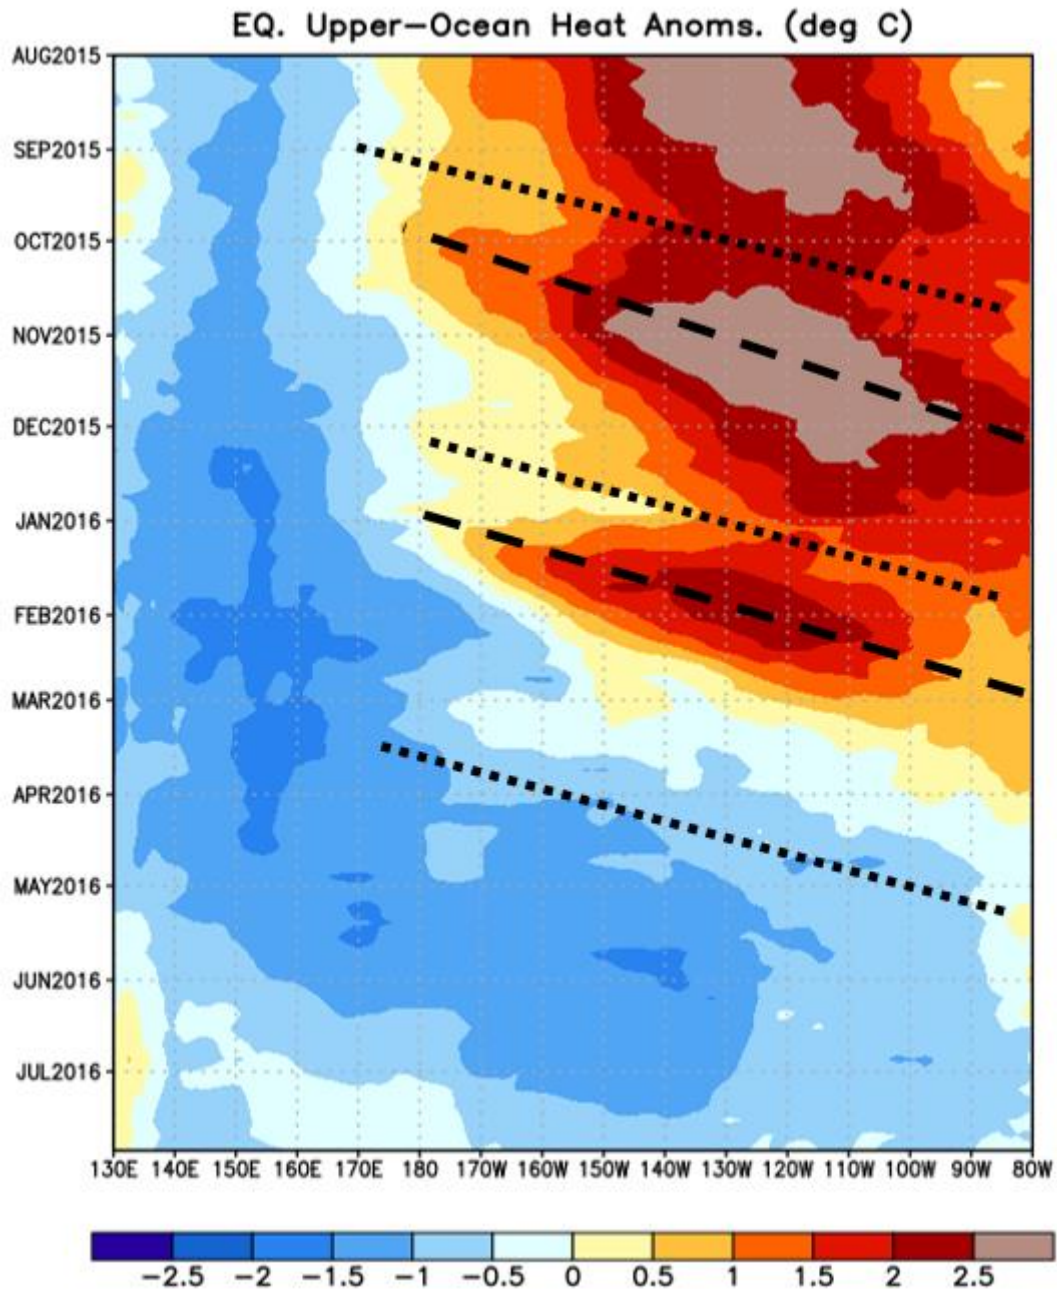 EQ. Upper-Ocean Heat Anoms. (deg C)
AUG2015
SEP2015
OCT2015
NOV2015
DEC2015
JAN2016
FEB2016
MAR2016
APR2016
MAY2016
JUN2016
JUL2016
130E 140E 150E 160E 170E 180 170W 160W 150W 140W 130W 120W 110W 100W 90W 80W
-2.5 -2 -1.5 -1 -0.5 0 0.5 1 1.5 2 2.5